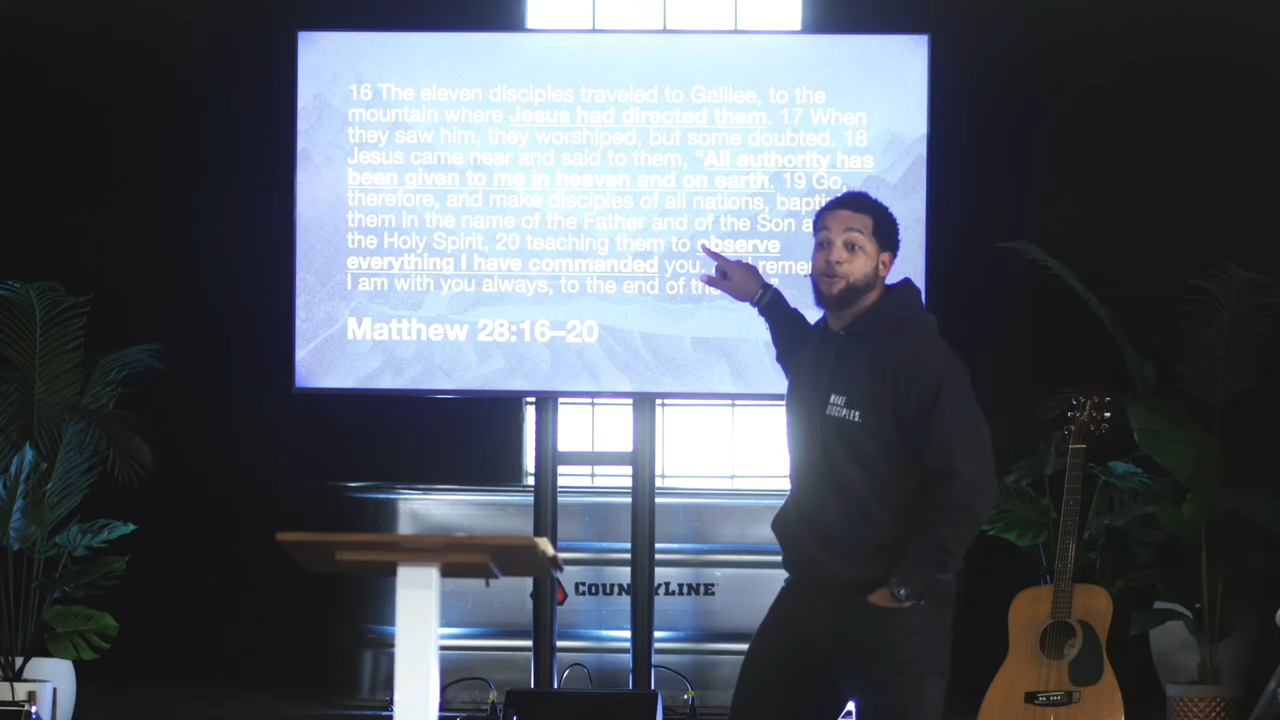 16 The eleven disciples traveled to Galilee, to the
mountain where Jesus had directed them. 17 When
they saw him, they worshiped, but some doubted. 18
Jesus came near and said to them, "All authority has
been given to me in heaven and on earth. 19 Go,
therefore, and make disciples of all nations,
them in the name of the Father and of the Son
the Holy Spirit, 20 teaching them to observe
everything I have commanded you.
I am with you always, to the end of the
Matthew 28:16–20
MAKE
DISCIPLES.
COUNTYLINE